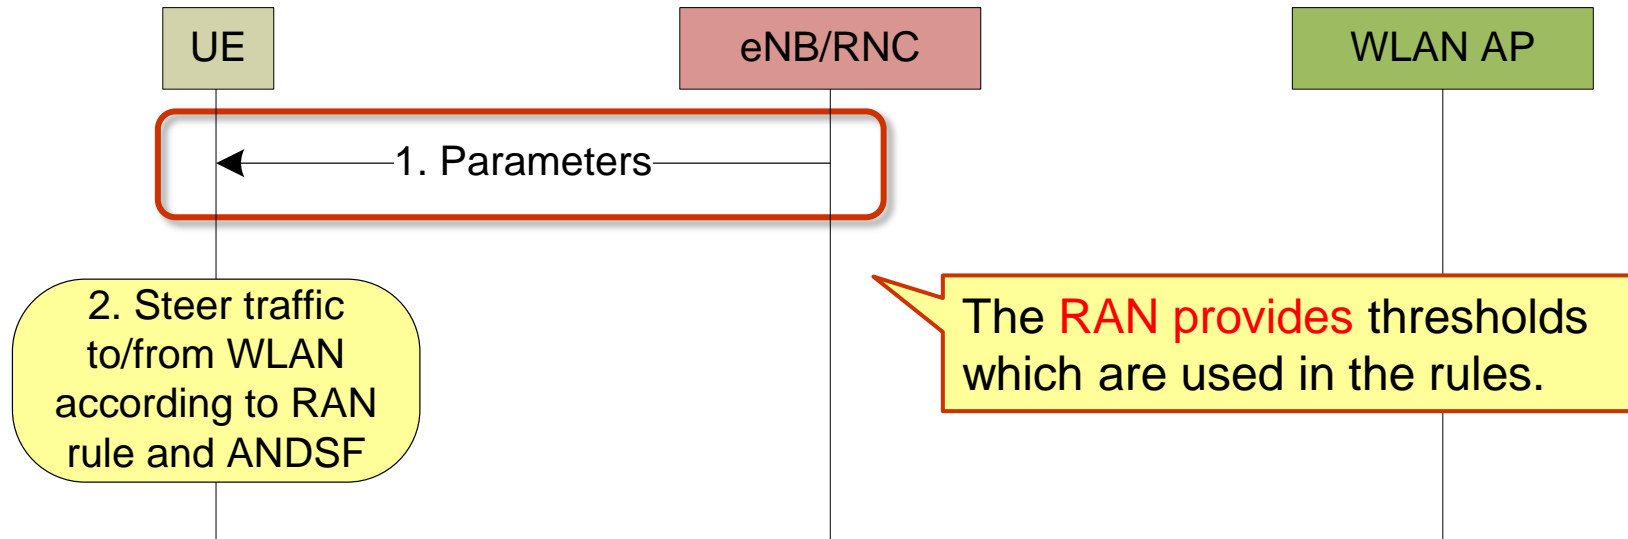 UE
eNB/RNC
WLAN AP
1. Parameters
2. Steer traffic
to/from WLAN
according to RAN
rule and ANDSF
The RAN provides thresholds
which are used in the rules.